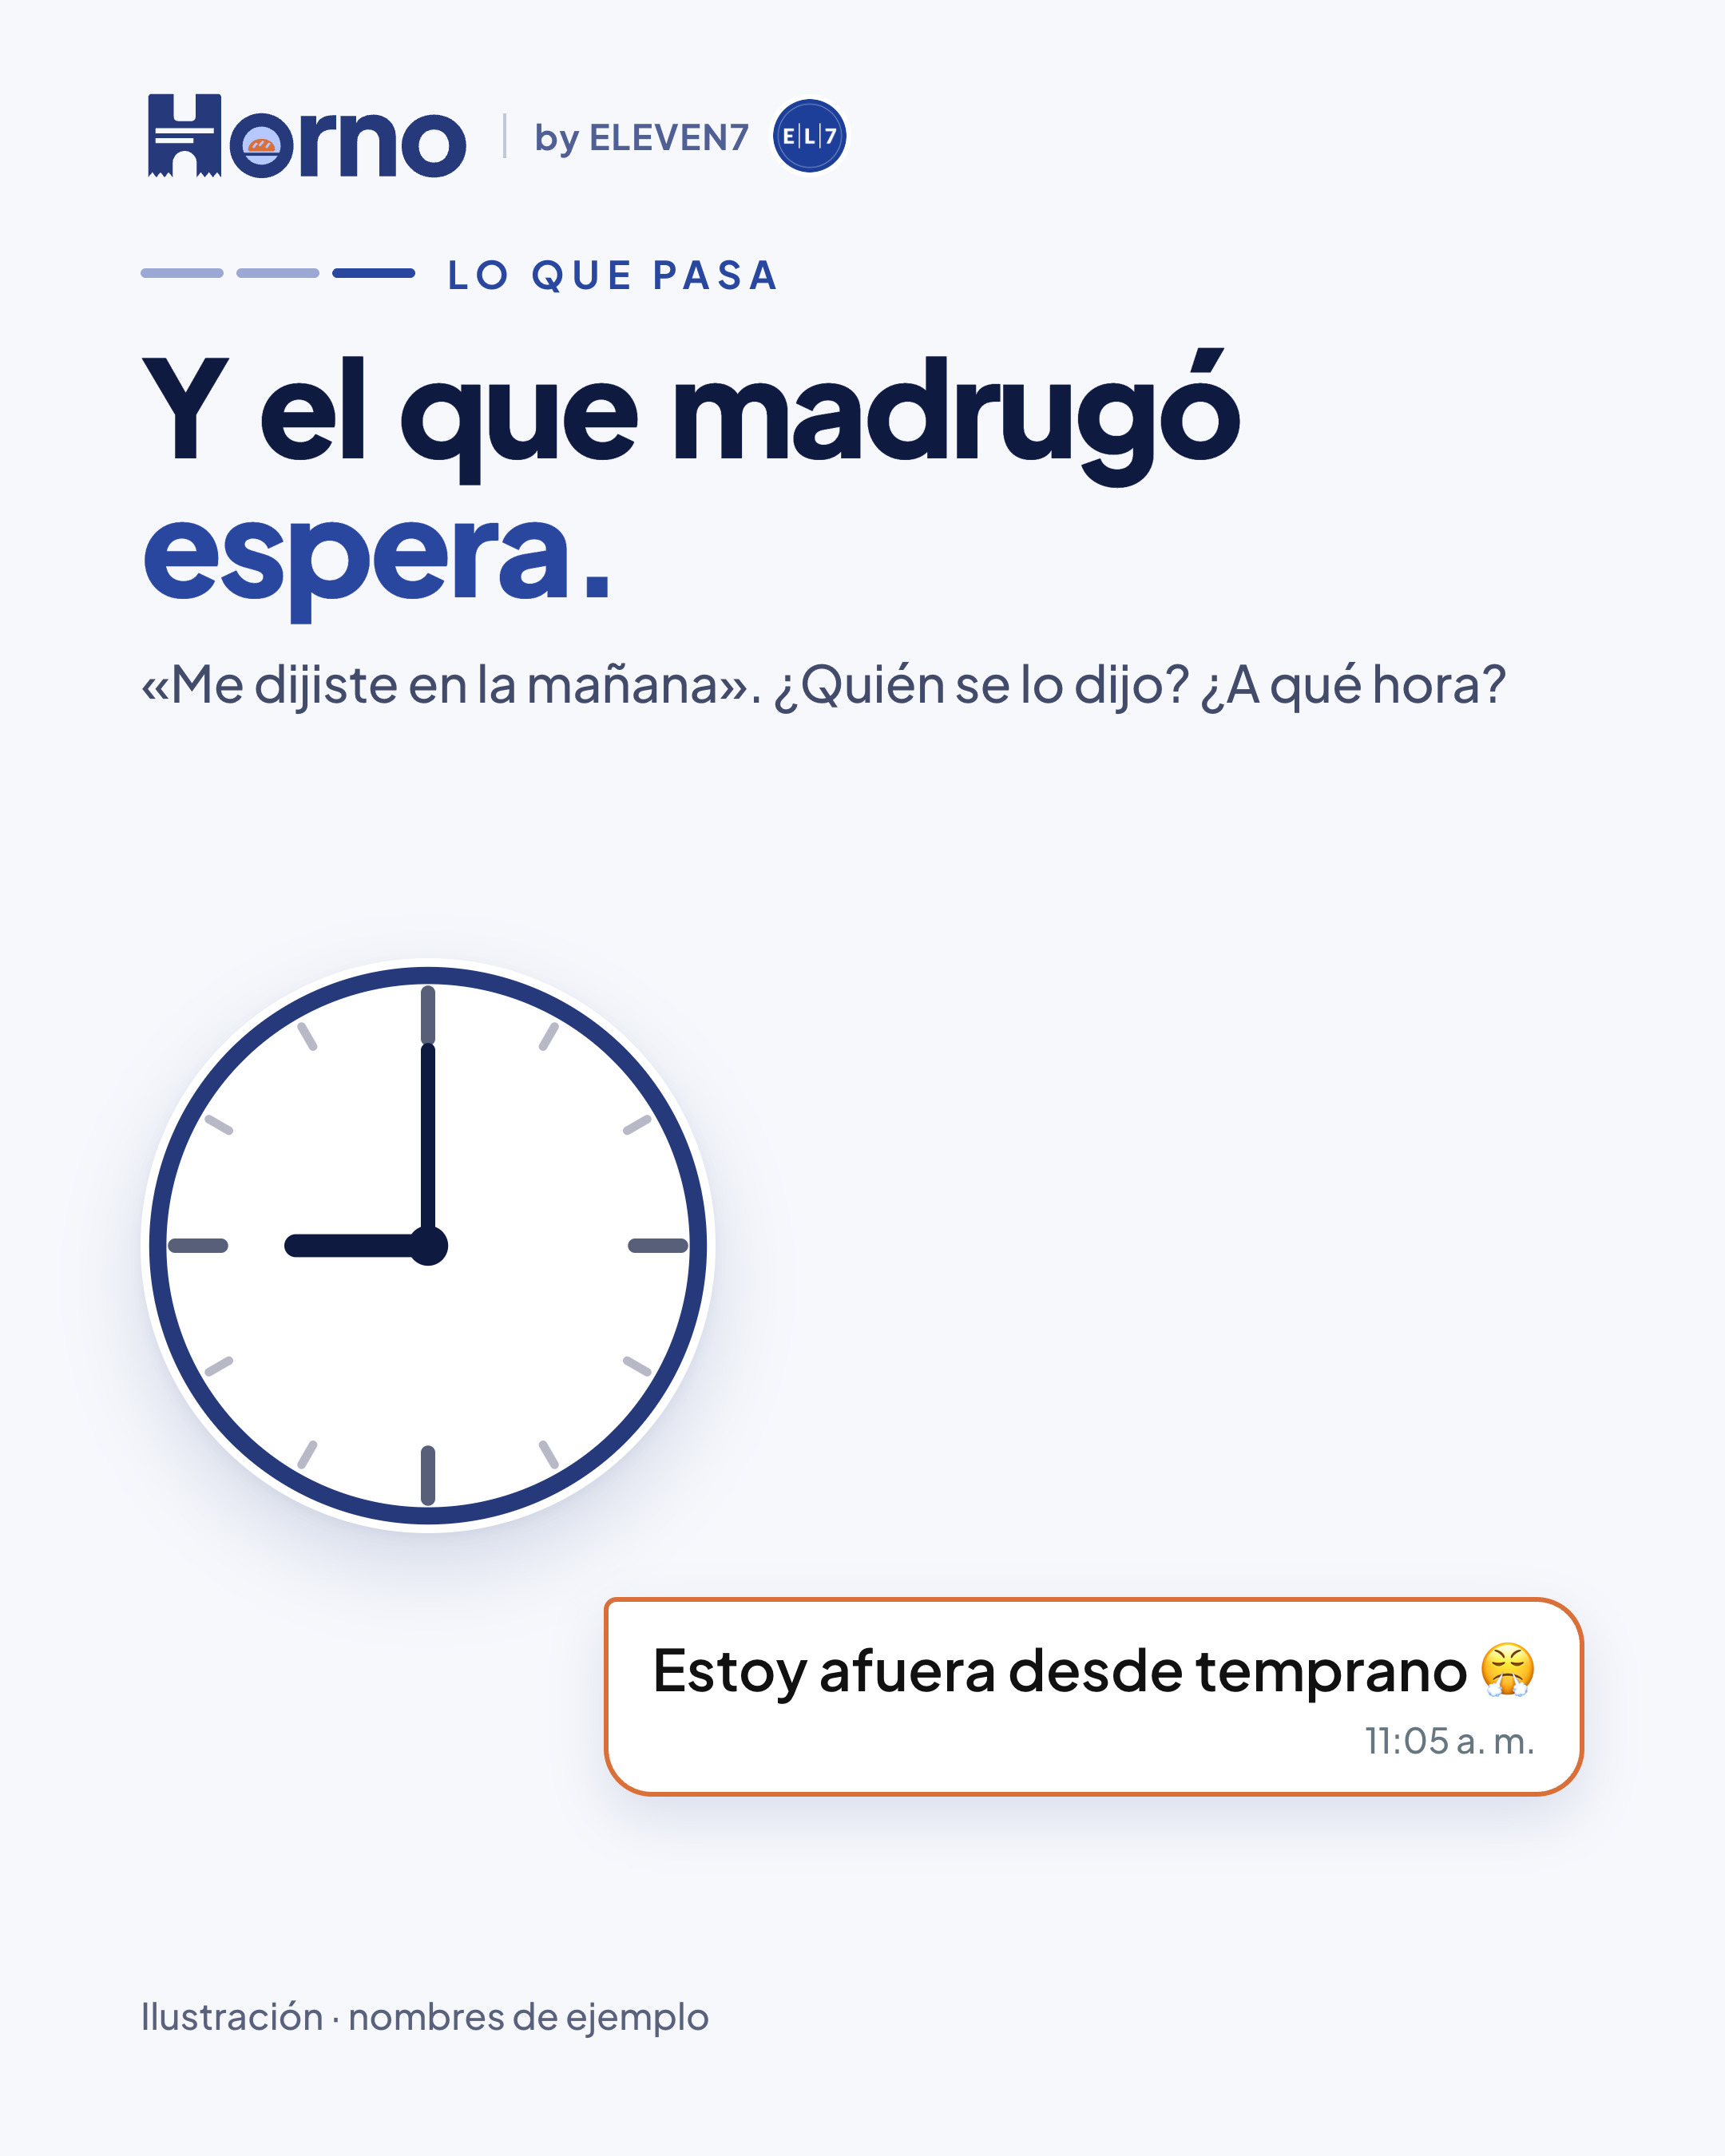 Horno by ELEVEN7 E|L|7
LO QUE PASA
Y el que madrugó
espera.
«Me dijiste en la mañana». ¿Quién se lo dijo? ¿A qué hora?
Estoy afuera desde temprano 😤
11:05 a. m.
Ilustración · nombres de ejemplo